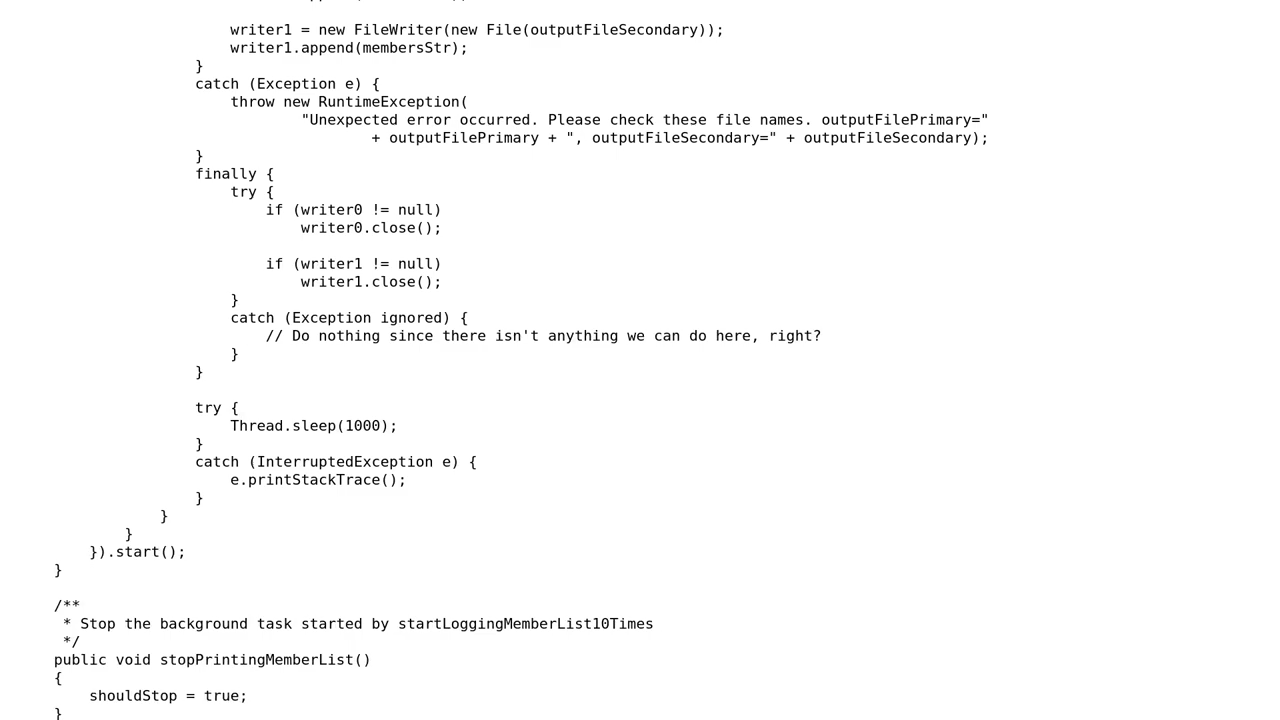 writer1 = new FileWriter(new File(outputFileSecondary));
writer1.append(membersStr);
}
catch (Exception e) {
throw new RuntimeException(
"Unexpected error occurred. Please check these file names. outputFilePrimary="
+ outputFilePrimary + ", outputFileSecondary=" + outputFileSecondary);
}
finally {
try {
if (writer0 != null)
writer0.close();
if (writer1 != null)
writer1.close();
}
catch (Exception ignored) {
// Do nothing since there isn't anything we can do here, right?
}
}
try {
Thread.sleep(1000);
}
catch (InterruptedException e) {
e.printStackTrace();
}
}
}
}).start();
}
/**
* Stop the background task started by startLoggingMemberList10Times
*/
public void stopPrintingMemberList()
{
shouldStop = true;
}